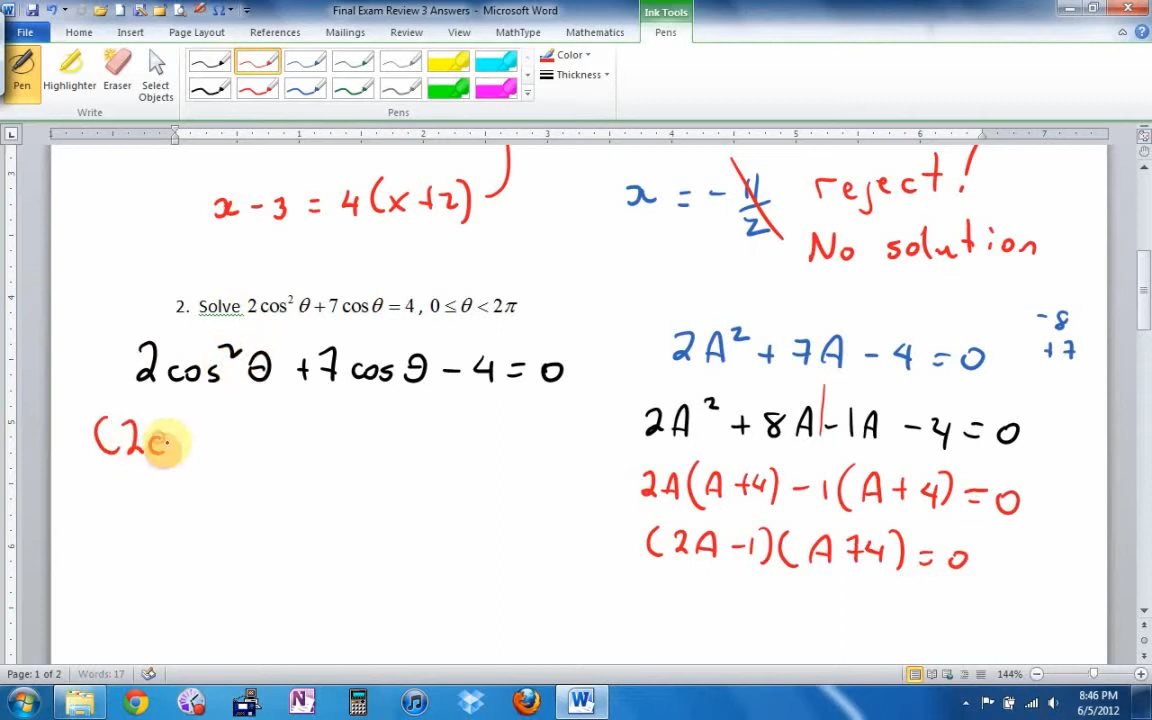 Final Exam Review 3 Answers - Microsoft Word
Ink Tools
File Home Insert Page Layout References Mailings Review View MathType Mathematics Pens
Pen Highlighter Eraser Select Objects
Color
Thickness
Write
Pens
x - 3 = 4(x+2)
x = - 11/2
reject!
No solution
2. Solve 2cos² θ + 7 cos θ = 4 , 0 ≤ θ < 2π
2cos²θ + 7cosθ - 4 = 0
(2c
2A² + 7A - 4 = 0
-8
+7
2A² + 8A - 1A - 4 = 0
2A(A+4) - 1(A+4) = 0
(2A-1)(A+4) = 0
Page: 1 of 2 Words: 17
144%
8:46 PM
6/5/2012